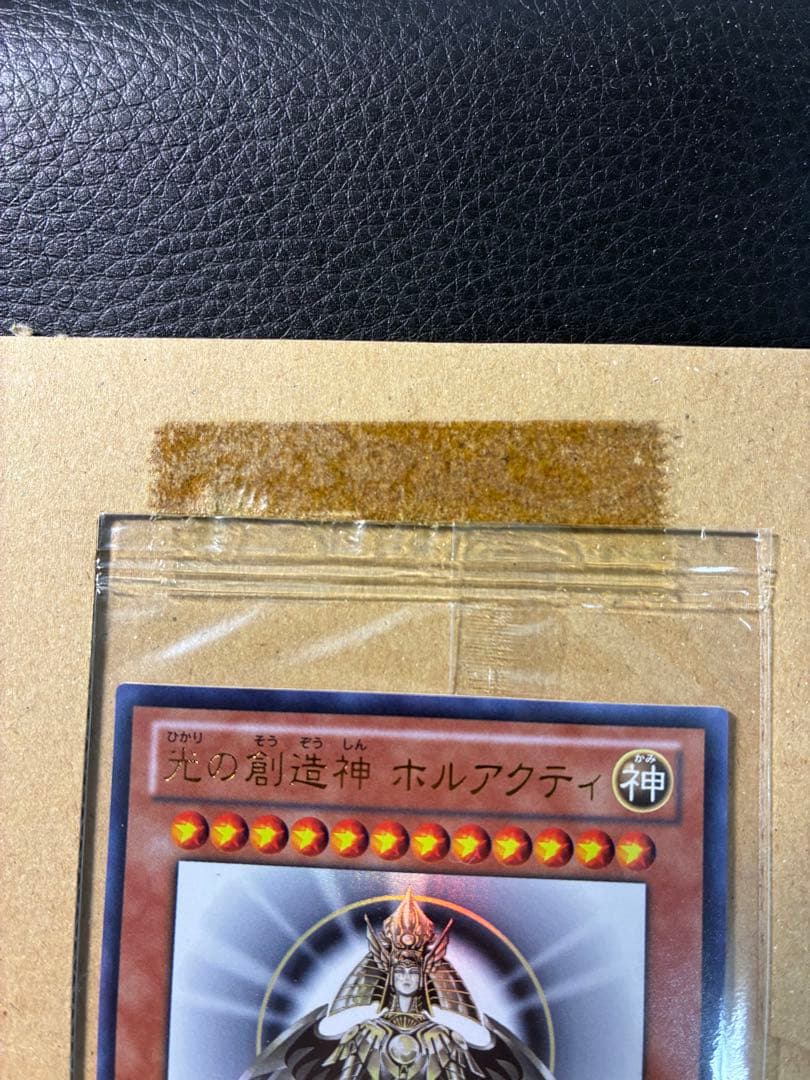 ひかり そう ぞう しん
光の創造神 ホルアクティ
かみ
神